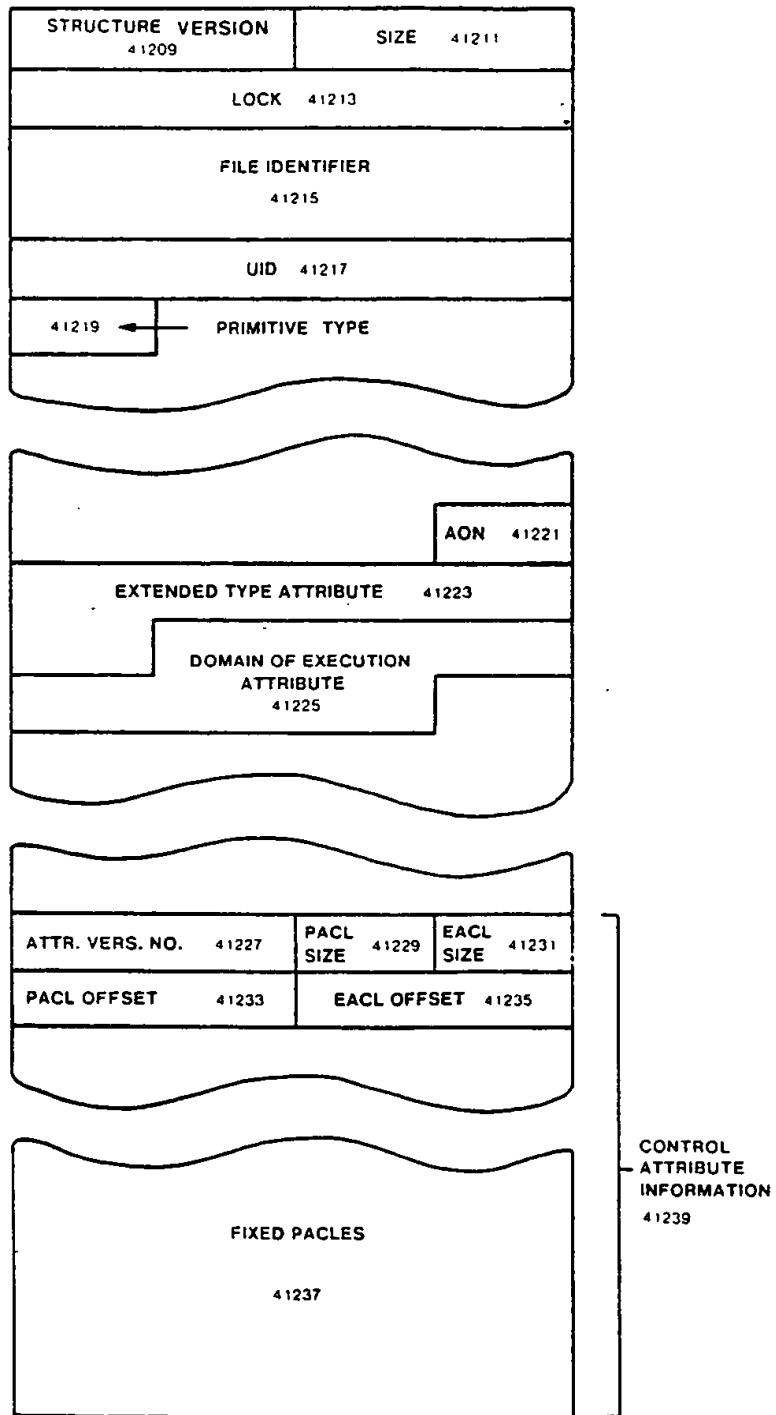 STRUCTURE VERSION
41209
SIZE 41211
LOCK 41213
FILE IDENTIFIER
41215
UID 41217
41219 PRIMITIVE TYPE
AON 41221
EXTENDED TYPE ATTRIBUTE 41223
DOMAIN OF EXECUTION
ATTRIBUTE
41225
ATTR. VERS. NO. 41227
PACL
SIZE 41229
EACL
SIZE 41231
PACL OFFSET 41233
EACL OFFSET 41235
CONTROL
ATTRIBUTE
INFORMATION
41239
FIXED PACLES
41237